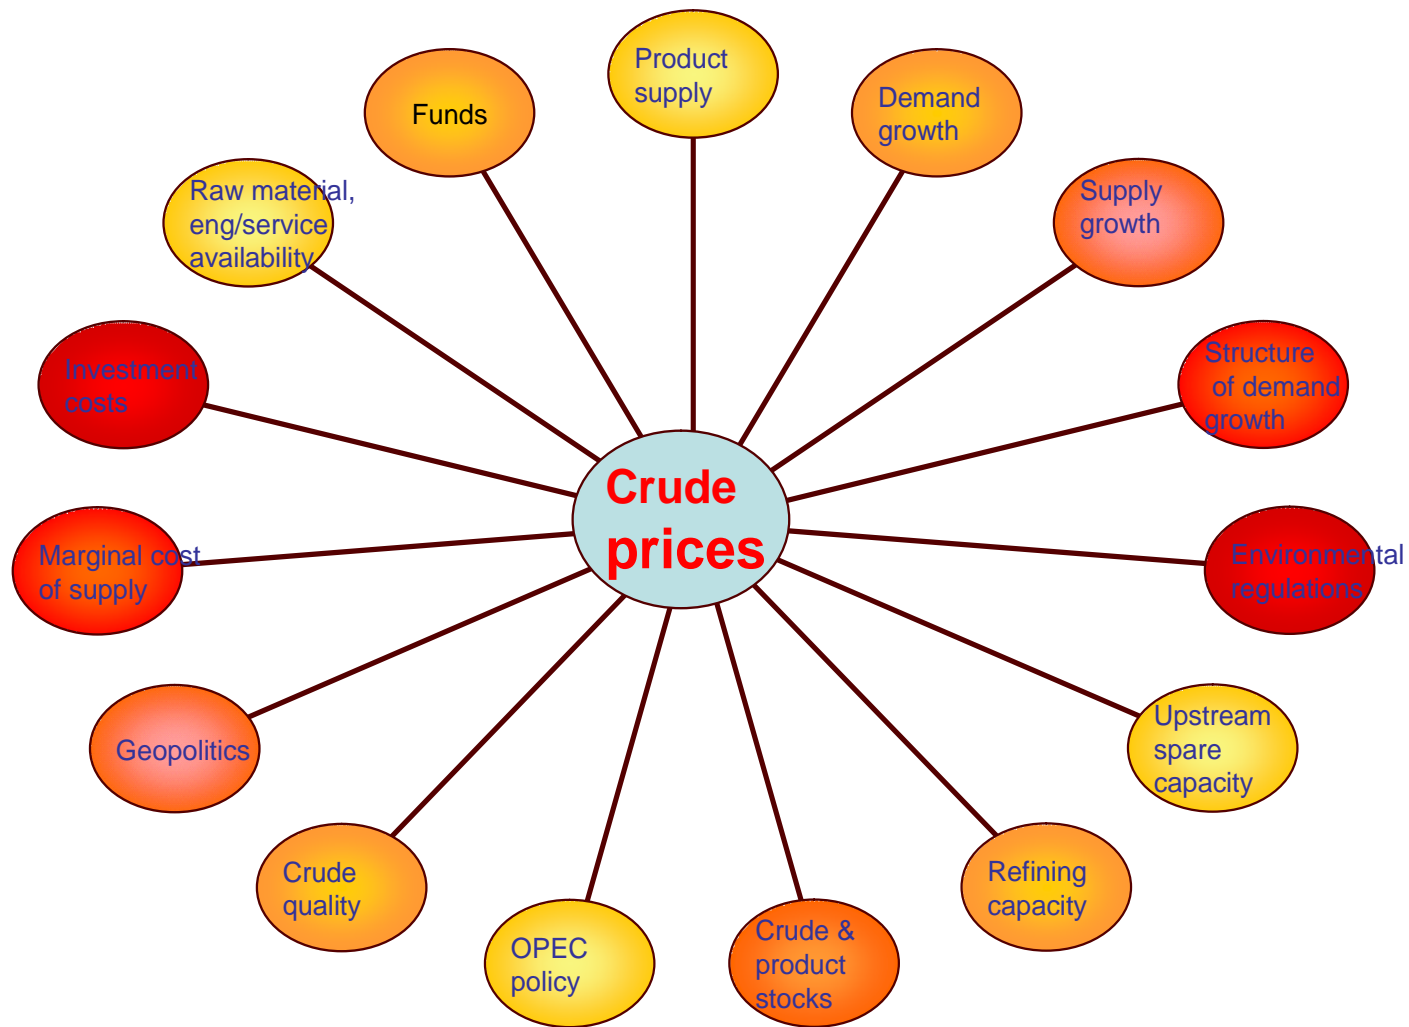 Product
supply
Demand
growth
Funds
Supply
growth
Raw material,
eng/service
availability
Structure
of demand
growth
Investment
costs
Crude
prices
Environmental
regulations
Marginal cost
of supply
Upstream
spare
capacity
Geopolitics
Refining
capacity
Crude
quality
Crude &
product
stocks
OPEC
policy